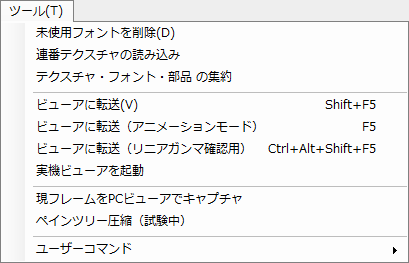 ツール(T)
未使用フォントを削除(D)
連番テクスチャの読み込み
テクスチャ・フォント・部品 の集約
ビューアに転送(V) Shift+F5
ビューアに転送（アニメーションモード） F5
ビューアに転送（リニアガンマ確認用） Ctrl+Alt+Shift+F5
実機ビューアを起動
現フレームをPCビューアでキャプチャ
ペインツリー圧縮（試験中）
ユーザーコマンド